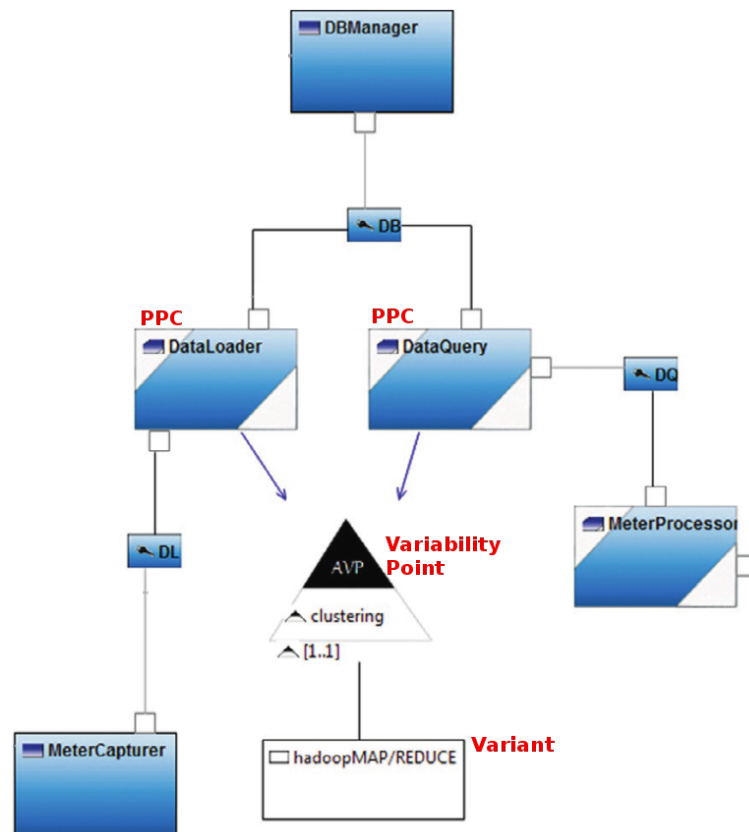 DBManager
DB
PPC
PPC
DataLoader
DataQuery
DQ
MeterProcessor
DL
Variability
Point
AVP
clustering
[1..1]
MeterCapturer
hadoopMAP/REDUCE
Variant